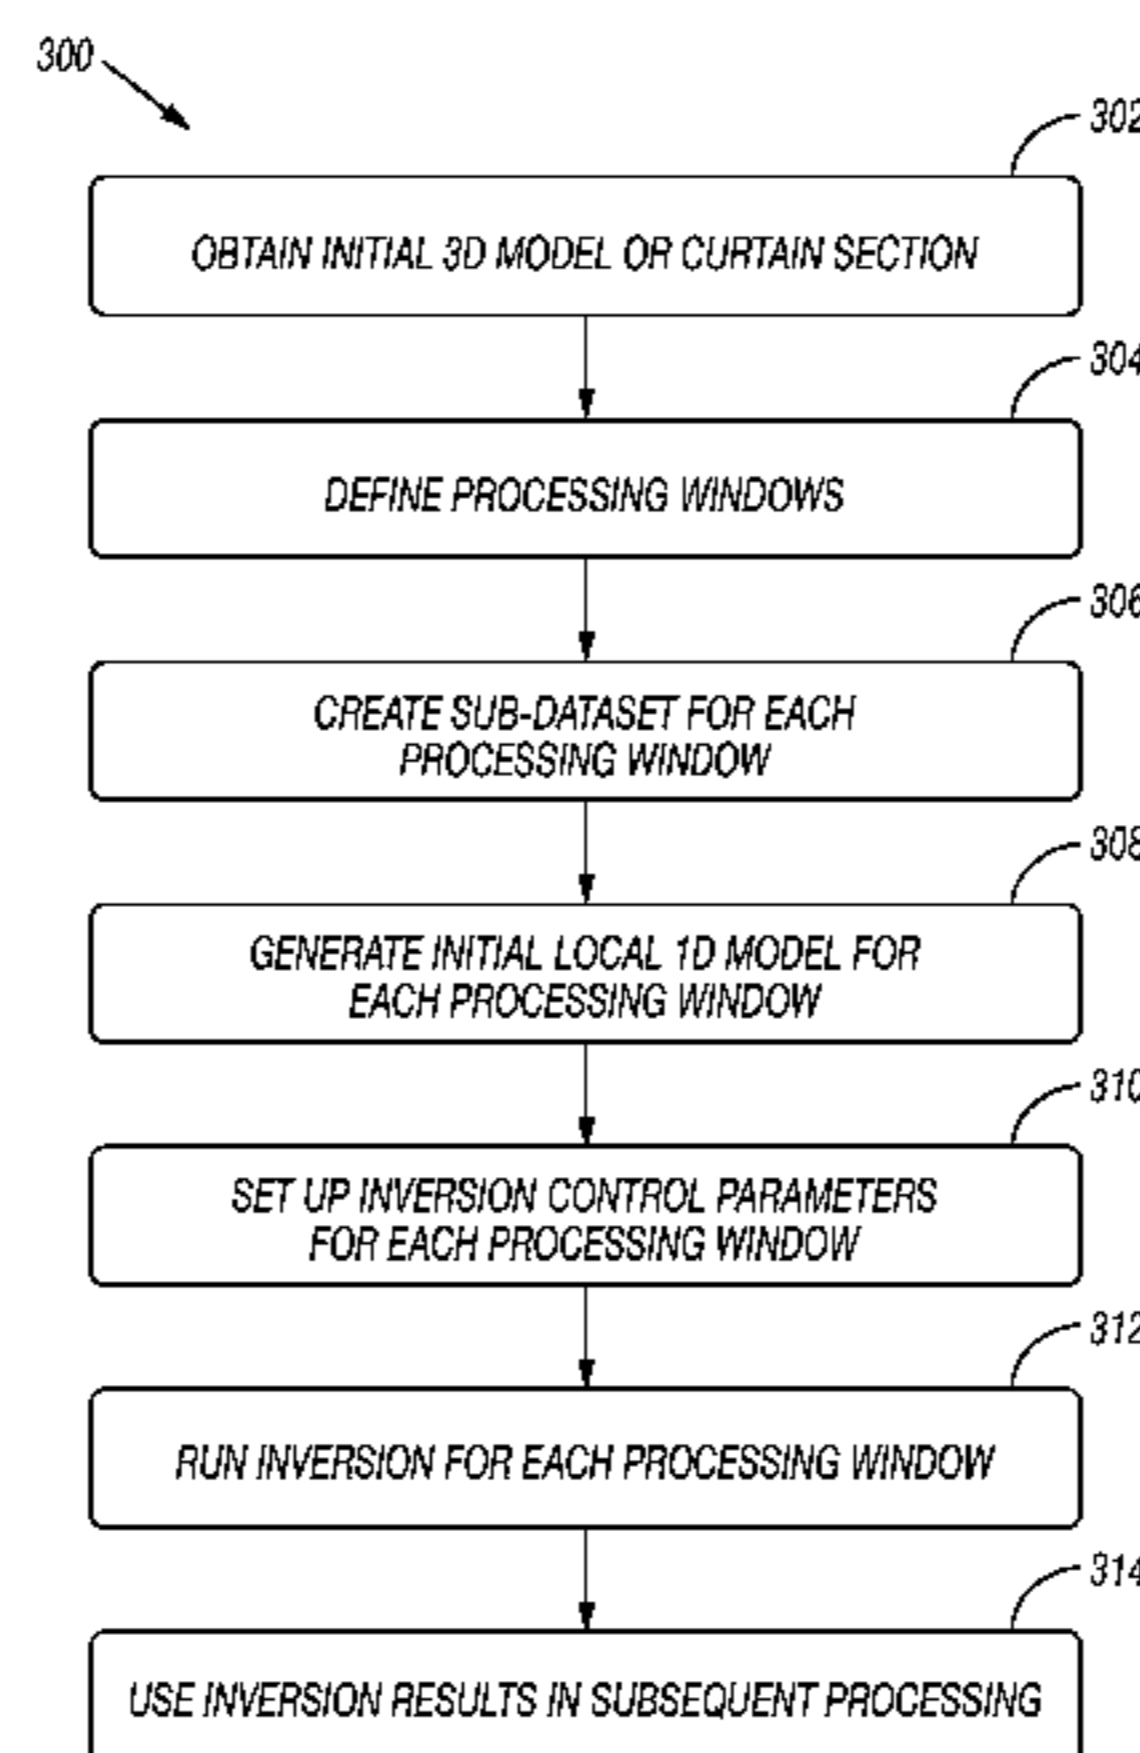 300
302
OBTAIN INITIAL 3D MODEL OR CURTAIN SECTION
304
DEFINE PROCESSING WINDOWS
306
CREATE SUB-DATASET FOR EACH
PROCESSING WINDOW
308
GENERATE INITIAL LOCAL 1D MODEL FOR
EACH PROCESSING WINDOW
310
SET UP INVERSION CONTROL PARAMETERS
FOR EACH PROCESSING WINDOW
312
RUN INVERSION FOR EACH PROCESSING WINDOW
314
USE INVERSION RESULTS IN SUBSEQUENT PROCESSING